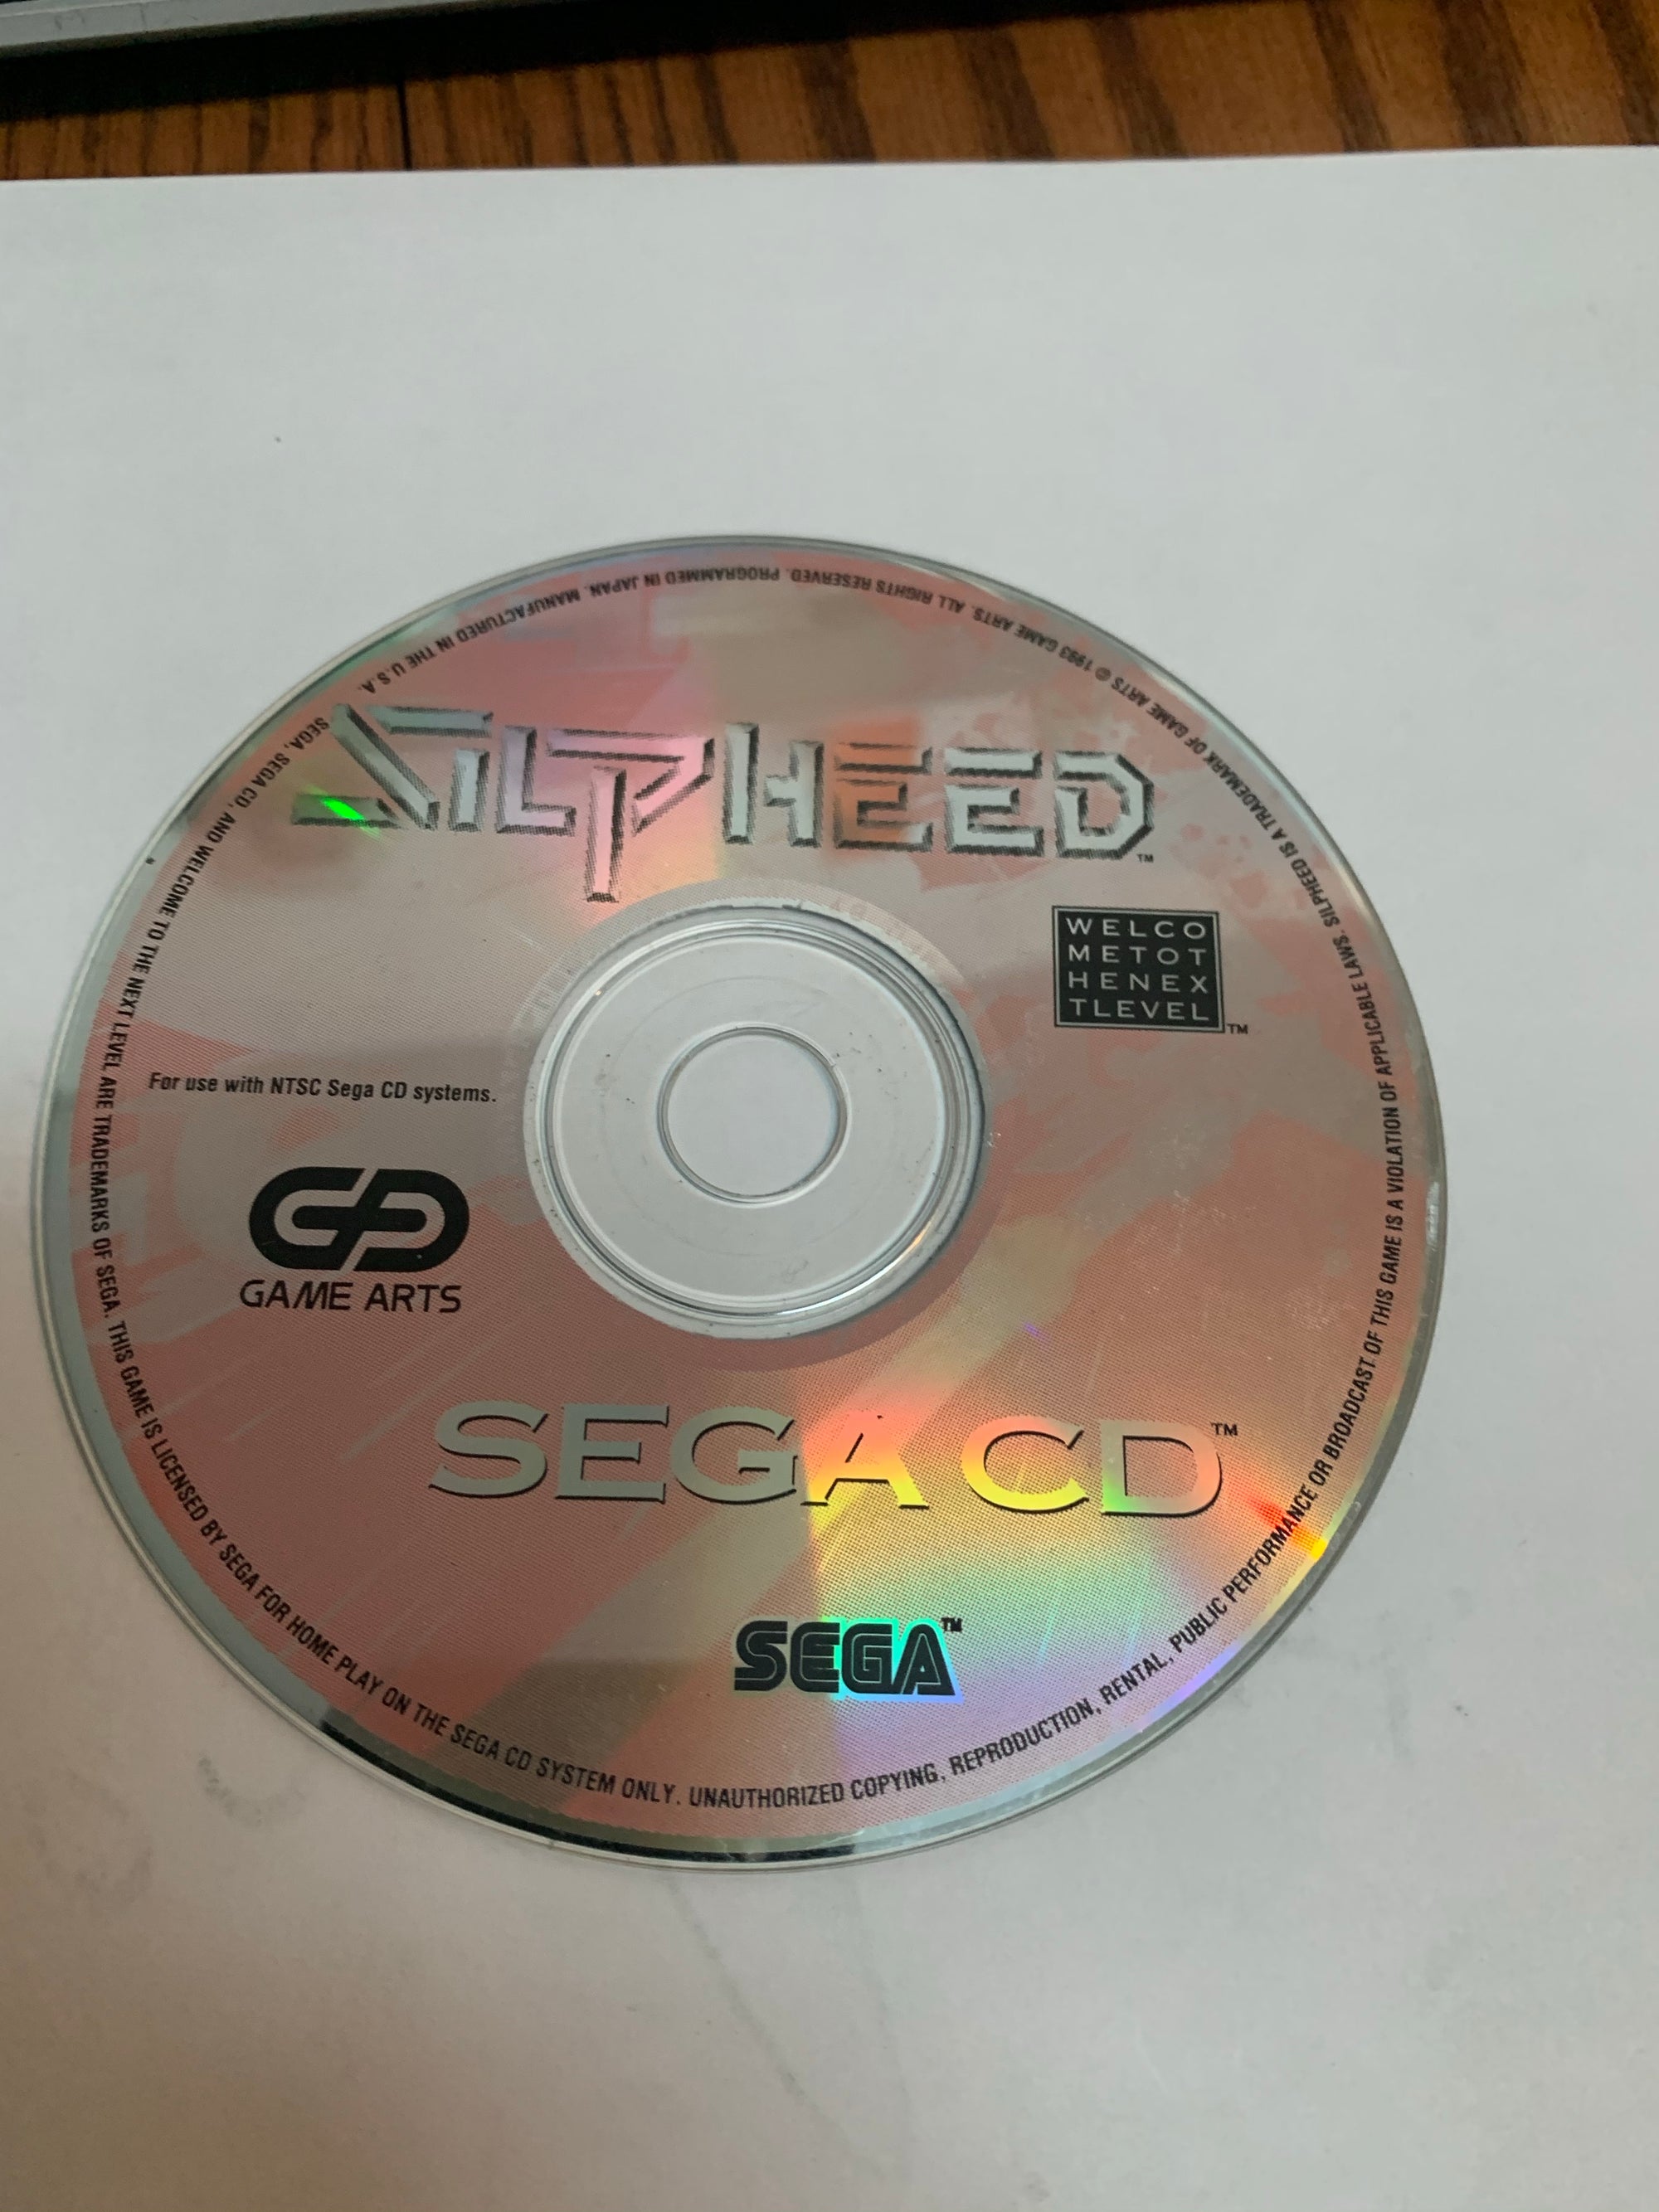 SILPHEED™
WELCO
METOT
HENEX
TLEVEL™
For use with NTSC Sega CD systems.
GAME ARTS
SEGA CD™
SEGA™
SEGA, SEGA CD, AND WELCOME TO THE NEXT LEVEL ARE TRADEMARKS OF SEGA. THIS GAME IS LICENSED BY SEGA FOR HOME PLAY ON THE SEGA CD SYSTEM ONLY. UNAUTHORIZED COPYING, REPRODUCTION, RENTAL, PUBLIC PERFORMANCE OR BROADCAST OF THIS GAME IS A VIOLATION OF APPLICABLE LAWS. SILPHEED IS A TRADEMARK OF GAME ARTS © 1993 GAME ARTS. ALL RIGHTS RESERVED. PROGRAMMED IN JAPAN. MANUFACTURED IN THE U.S.A.